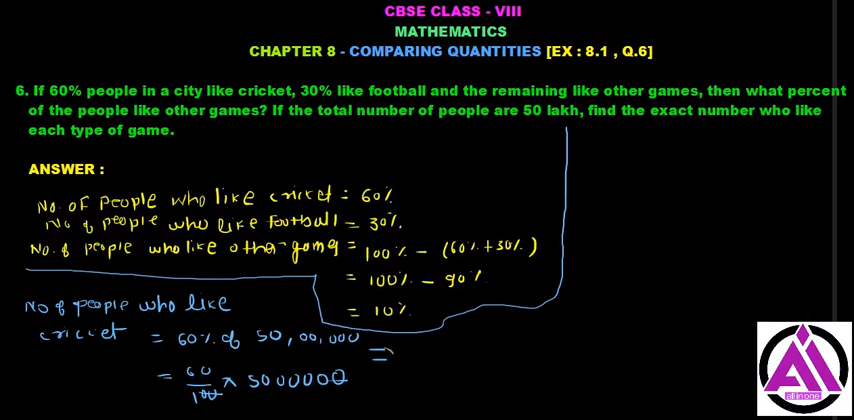 CBSE CLASS - VIII
MATHEMATICS
CHAPTER 8 - COMPARING QUANTITIES [EX : 8.1 , Q.6]
6. If 60% people in a city like cricket, 30% like football and the remaining like other games, then what percent
of the people like other games? If the total number of people are 50 lakh, find the exact number who like
each type of game.
ANSWER :
No. of People who like cricket = 60%
No of people who like football = 30%.
No. of people who like other games = 100% - (60% + 30%)
= 100% - 90%
= 10%
No of people who like
cricket = 60% of 50,00,000 =
= 60/100 × 5000000
AIM
all in one